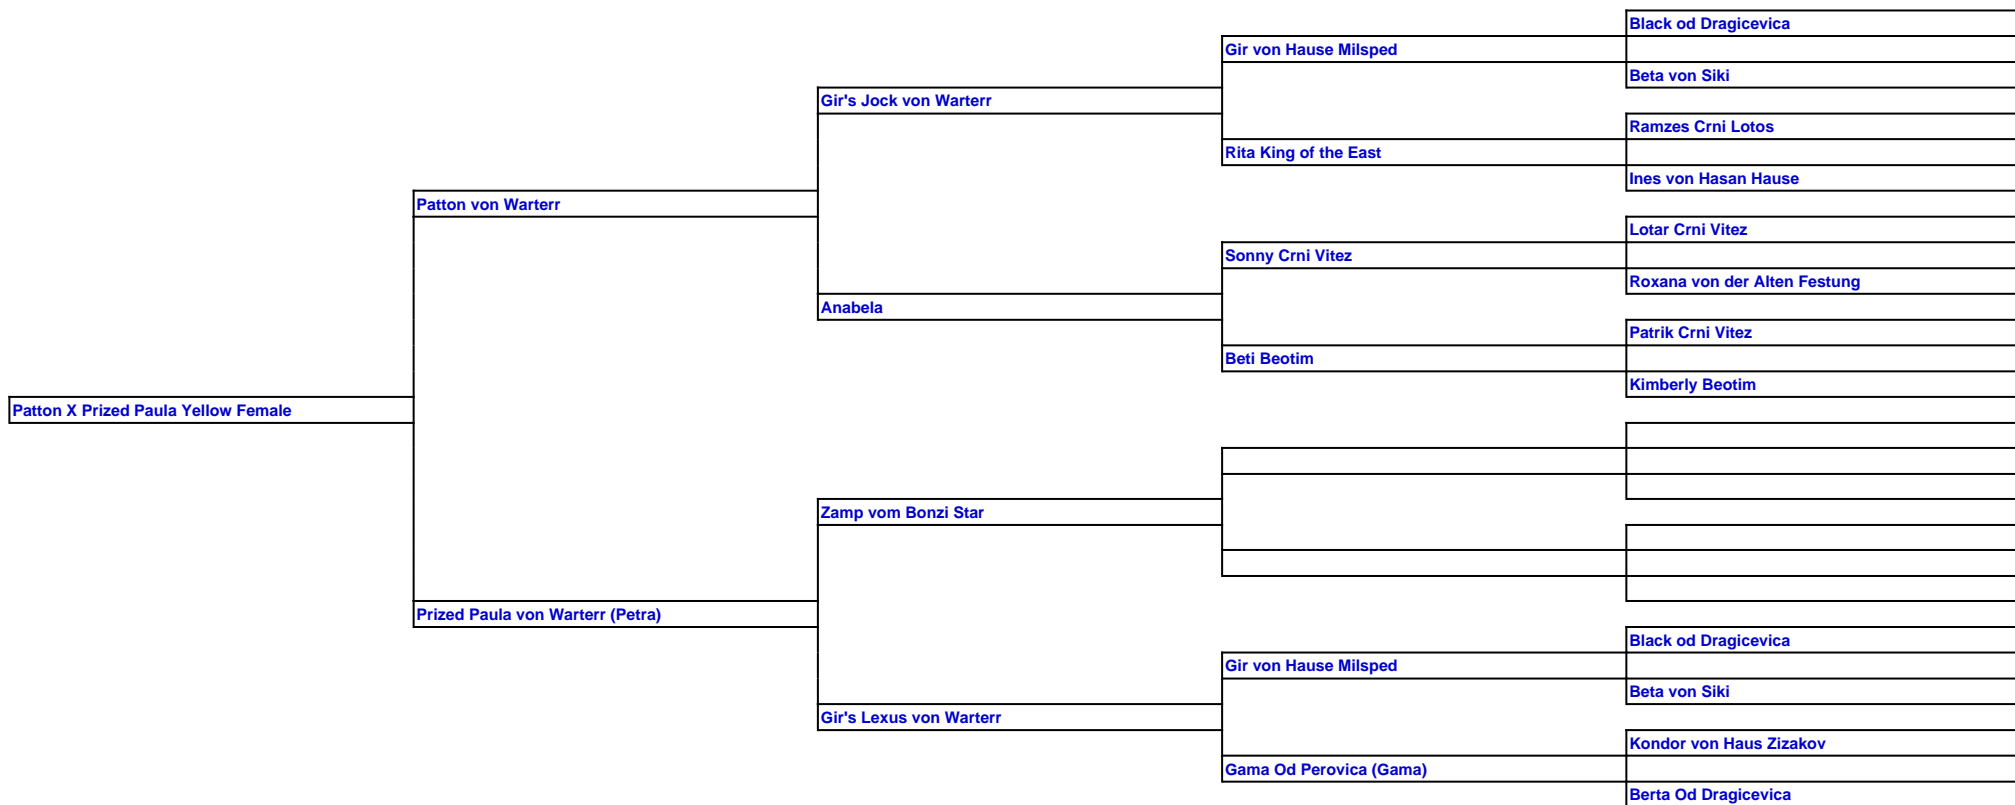 Black od Dragicevica
Gir von Hause Milsped
Beta von Siki
Gir's Jock von Warterr
Ramzes Crni Lotos
Rita King of the East
Ines von Hasan Hause
Patton von Warterr
Lotar Crni Vitez
Sonny Crni Vitez
Roxana von der Alten Festung
Anabela
Patrik Crni Vitez
Beti Beotim
Kimberly Beotim
Patton X Prized Paula Yellow Female
Zamp vom Bonzi Star
Prized Paula von Warterr (Petra)
Black od Dragicevica
Gir von Hause Milsped
Beta von Siki
Gir's Lexus von Warterr
Kondor von Haus Zizakov
Gama Od Perovica (Gama)
Berta Od Dragicevica